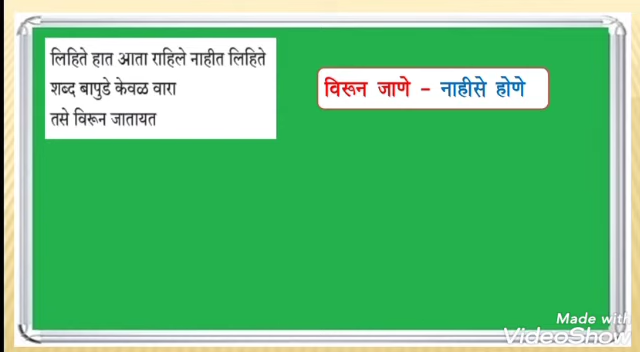 लिहिते हात आता राहिले नाहीत लिहिते
शब्द बापुडे केवळ वारा
तसे विरून जातायत
विरून जाणे - नाहीसे होणे
Made with
VideoShow